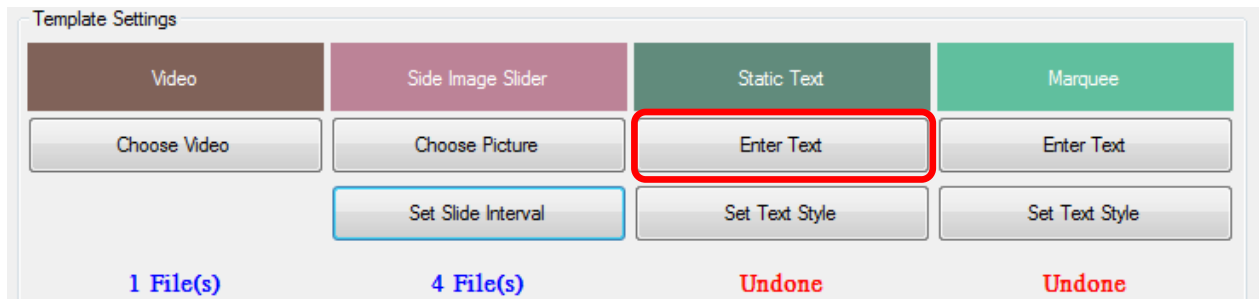 Template Settings
Video Side Image Slider Static Text Marquee
Choose Video Choose Picture Enter Text Enter Text
Set Slide Interval Set Text Style Set Text Style
1 File(s) 4 File(s) Undone Undone